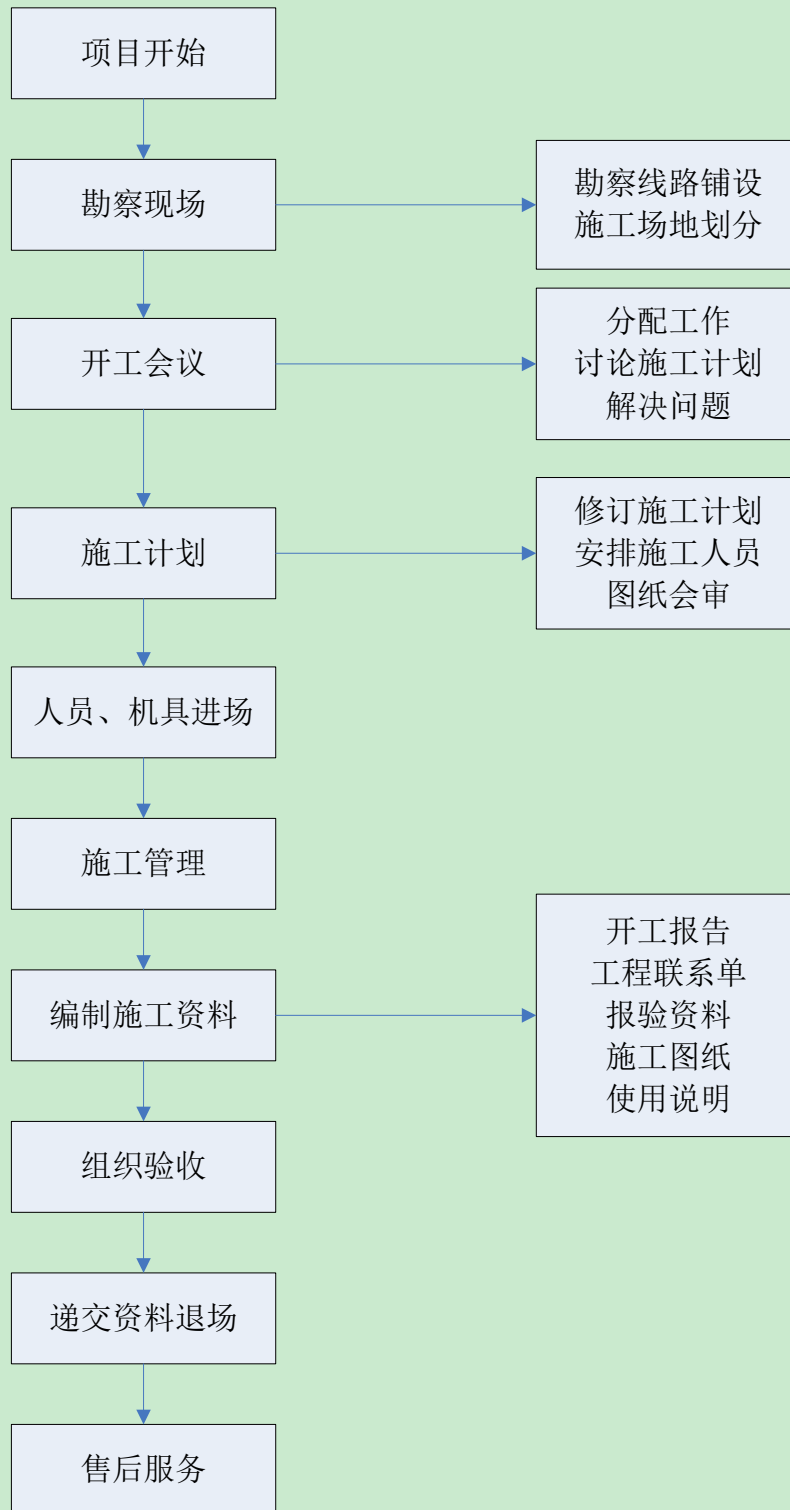 项目开始
勘察现场
勘察线路铺设
施工场地划分
开工会议
分配工作
讨论施工计划
解决问题
施工计划
修订施工计划
安排施工人员
图纸会审
人员、机具进场
施工管理
编制施工资料
开工报告
工程联系单
报验资料
施工图纸
使用说明
组织验收
递交资料退场
售后服务